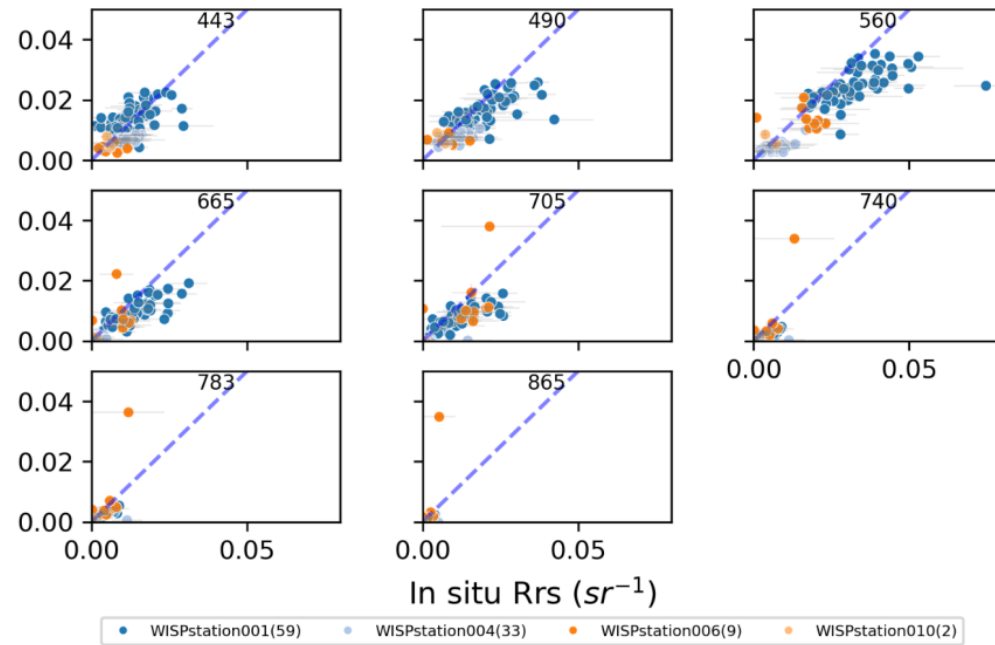 443 490 560
0.04
0.02
0.00
665 705 740
0.04
0.02
0.00
0.00 0.05
783 865
0.04
0.02
0.00
0.00 0.05 0.00 0.05
In situ Rrs (sr⁻¹)
WISPstation001(59) WISPstation004(33) WISPstation006(9) WISPstation010(2)